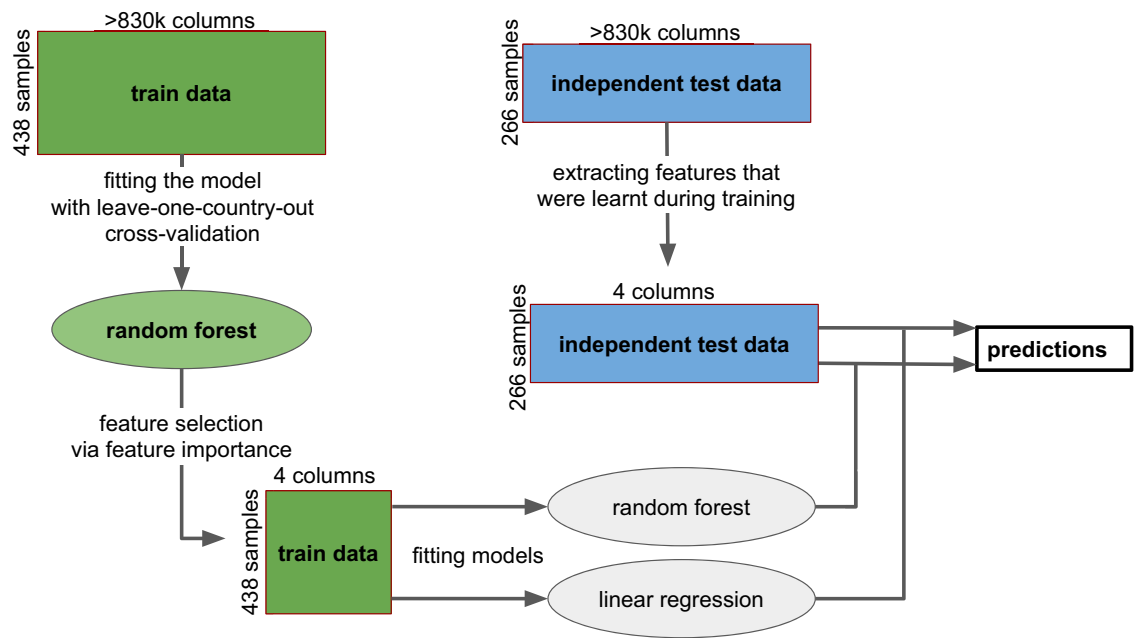 >830k columns
438 samples
train data
fitting the model
with leave-one-country-out
cross-validation
random forest
feature selection
via feature importance
4 columns
438 samples
train data
fitting models
random forest
linear regression
>830k columns
266 samples
independent test data
extracting features that
were learnt during training
4 columns
266 samples
independent test data
predictions